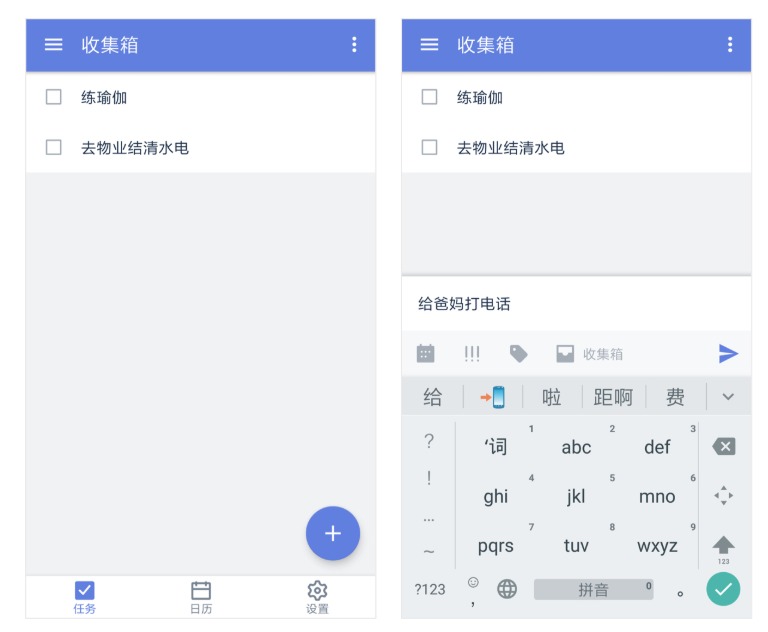 收集箱
练瑜伽
去物业结清水电
+
任务 日历 设置
收集箱
练瑜伽
去物业结清水电
给爸妈打电话
!!! 收集箱
给 啦 距啊 费
? ‘词 1 abc 2 def 3
! ghi 4 jkl 5 mno 6
... pqrs 7 tuv 8 wxyz 9
~ 123
?123 , 拼音 0 。